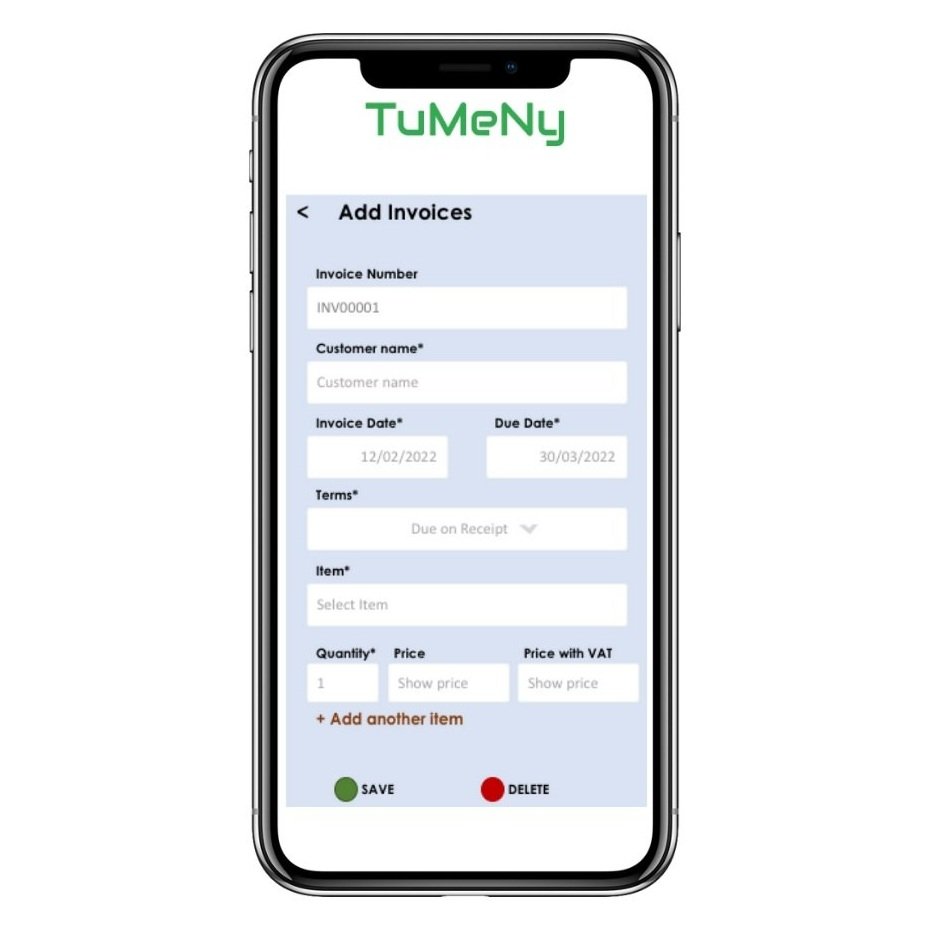 TuMeNy
< Add Invoices
Invoice Number
INV00001
Customer name*
Customer name
Invoice Date* Due Date*
12/02/2022 30/03/2022
Terms*
Due on Receipt
Item*
Select Item
Quantity* Price Price with VAT
1 Show price Show price
+ Add another item
SAVE DELETE